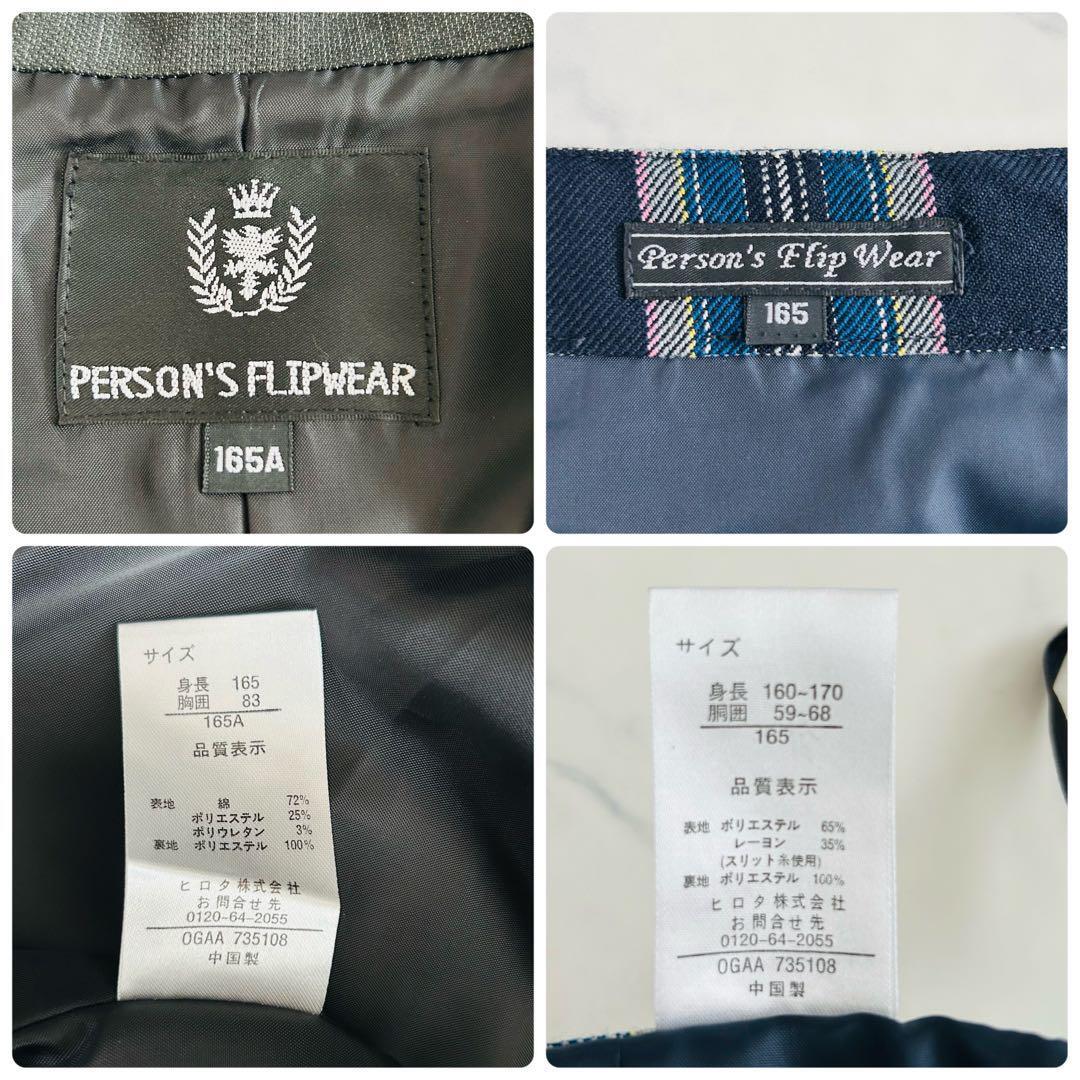 PERSON'S FLIPWEAR
165A
Person's Flip Wear
165
サイズ
身長 165
胸囲 83
165A
品質表示
表地 綿 72%
ポリエステル 25%
ポリウレタン 3%
裏地 ポリエステル 100%
ヒロタ株式会社
お問合せ先
0120-64-2055
OGAA 735108
中国製
サイズ
身長 160~170
胴囲 59~68
165
品質表示
表地 ポリエステル 65%
レーヨン 35%
(スリット糸使用)
裏地 ポリエステル 100%
ヒロタ株式会社
お問合せ先
0120-64-2055
OGAA 735108
中国製